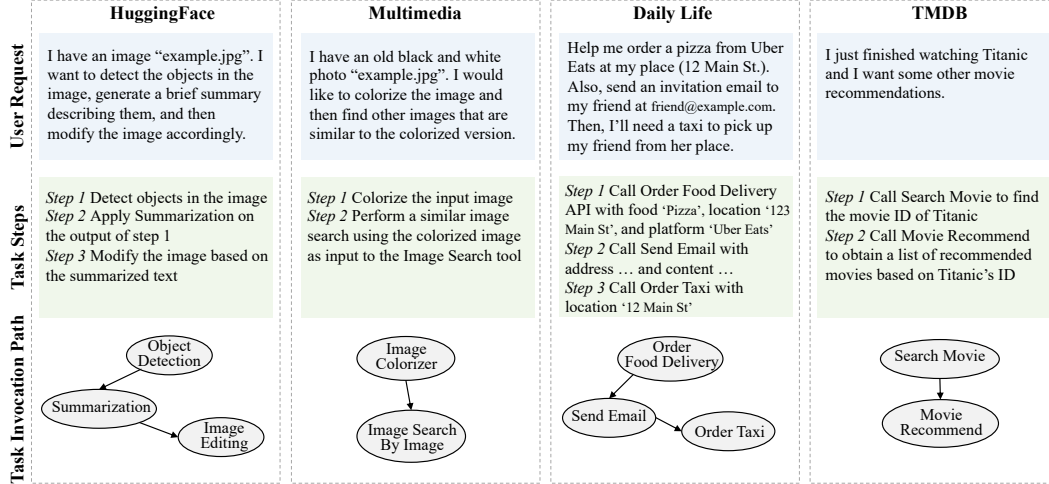 HuggingFace
Multimedia
Daily Life
TMDB
User Request
I have an image “example.jpg”. I
want to detect the objects in the
image, generate a brief summary
describing them, and then
modify the image accordingly.
I have an old black and white
photo “example.jpg”. I would
like to colorize the image and
then find other images that are
similar to the colorized version.
Help me order a pizza from Uber
Eats at my place (12 Main St.).
Also, send an invitation email to
my friend at friend@example.com.
Then, I’ll need a taxi to pick up
my friend from her place.
I just finished watching Titanic
and I want some other movie
recommendations.
Task Steps
Step 1 Detect objects in the image
Step 2 Apply Summarization on
the output of step 1
Step 3 Modify the image based on
the summarized text
Step 1 Colorize the input image
Step 2 Perform a similar image
search using the colorized image
as input to the Image Search tool
Step 1 Call Order Food Delivery
API with food ‘Pizza’, location ‘123
Main St’, and platform ‘Uber Eats’
Step 2 Call Send Email with
address … and content …
Step 3 Call Order Taxi with
location ‘12 Main St’
Step 1 Call Search Movie to find
the movie ID of Titanic
Step 2 Call Movie Recommend
to obtain a list of recommended
movies based on Titanic’s ID
Task Invocation Path
Object
Detection
Summarization
Image
Editing
Image
Colorizer
Image Search
By Image
Order
Food Delivery
Send Email
Order Taxi
Search Movie
Movie
Recommend